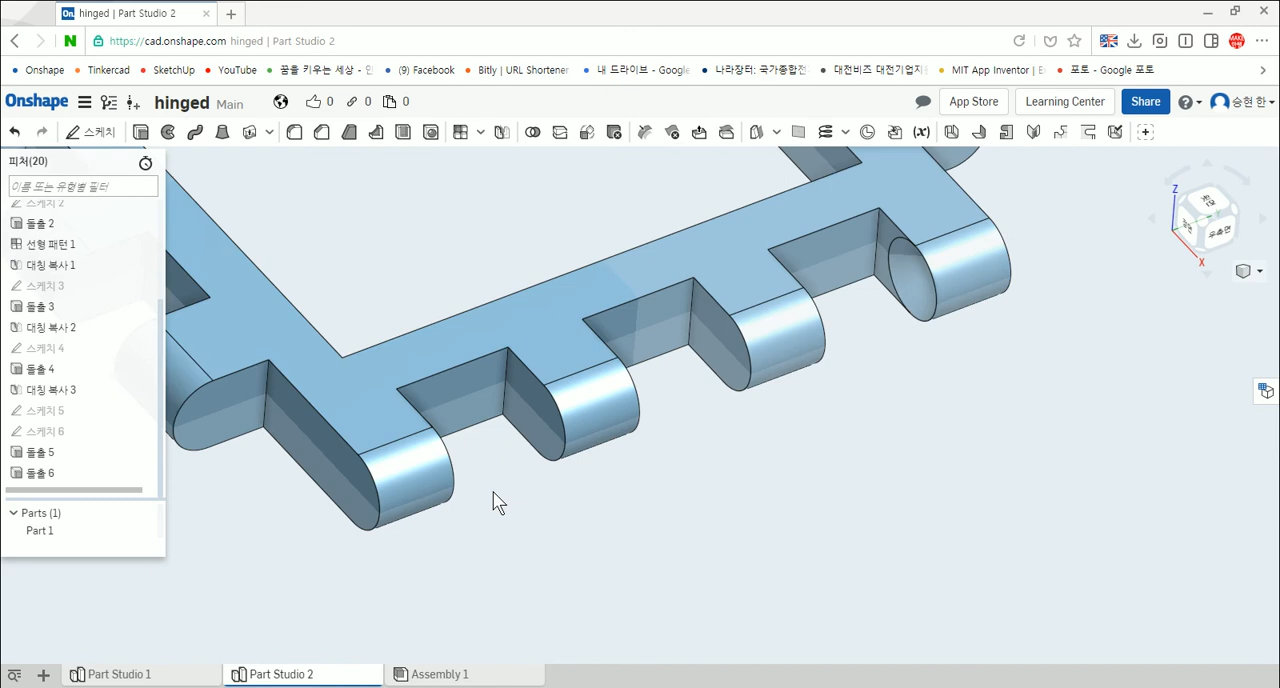 hinged | Part Studio 2
https://cad.onshape.com hinged | Part Studio 2
Onshape Tinkercad SketchUp YouTube 꿈을 키우는 세상 - 인 (9) Facebook Bitly | URL Shortener 내 드라이브 - Google 나라장터: 국가종합전 대전비즈 대전기업지원 MIT App Inventor | E 포토 - Google 포토
Onshape hinged Main 0 0 0 App Store Learning Center Share 승현 한
스케치 (x)
피처(20)
이름 또는 유형별 필터
스케치 2
돌출 2
선형 패턴 1
대칭 복사 1
스케치 3
돌출 3
대칭 복사 2
스케치 4
돌출 4
대칭 복사 3
스케치 5
스케치 6
돌출 5
돌출 6
Parts (1)
Part 1
Z
우측면
X
Part Studio 1 Part Studio 2 Assembly 1